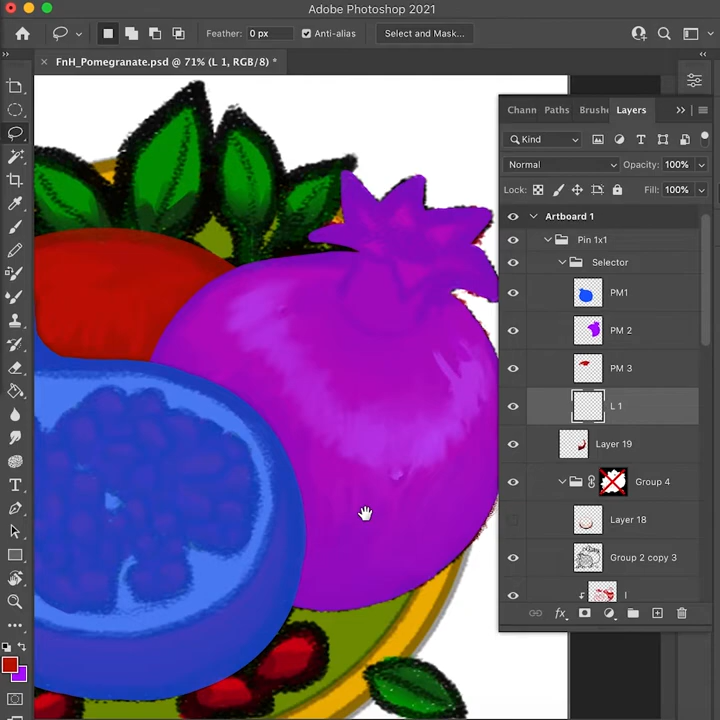 Adobe Photoshop 2021
Feather: 0 px
Anti-alias
Select and Mask...
FnH_Pomegranate.psd @ 71% (L 1, RGB/8) *
Chann Paths Brushe Layers
Kind
Normal
Opacity: 100%
Lock:
Fill: 100%
Artboard 1
Pin 1x1
Selector
PM1
PM 2
PM 3
L 1
Layer 19
Group 4
Layer 18
Group 2 copy 3
fx